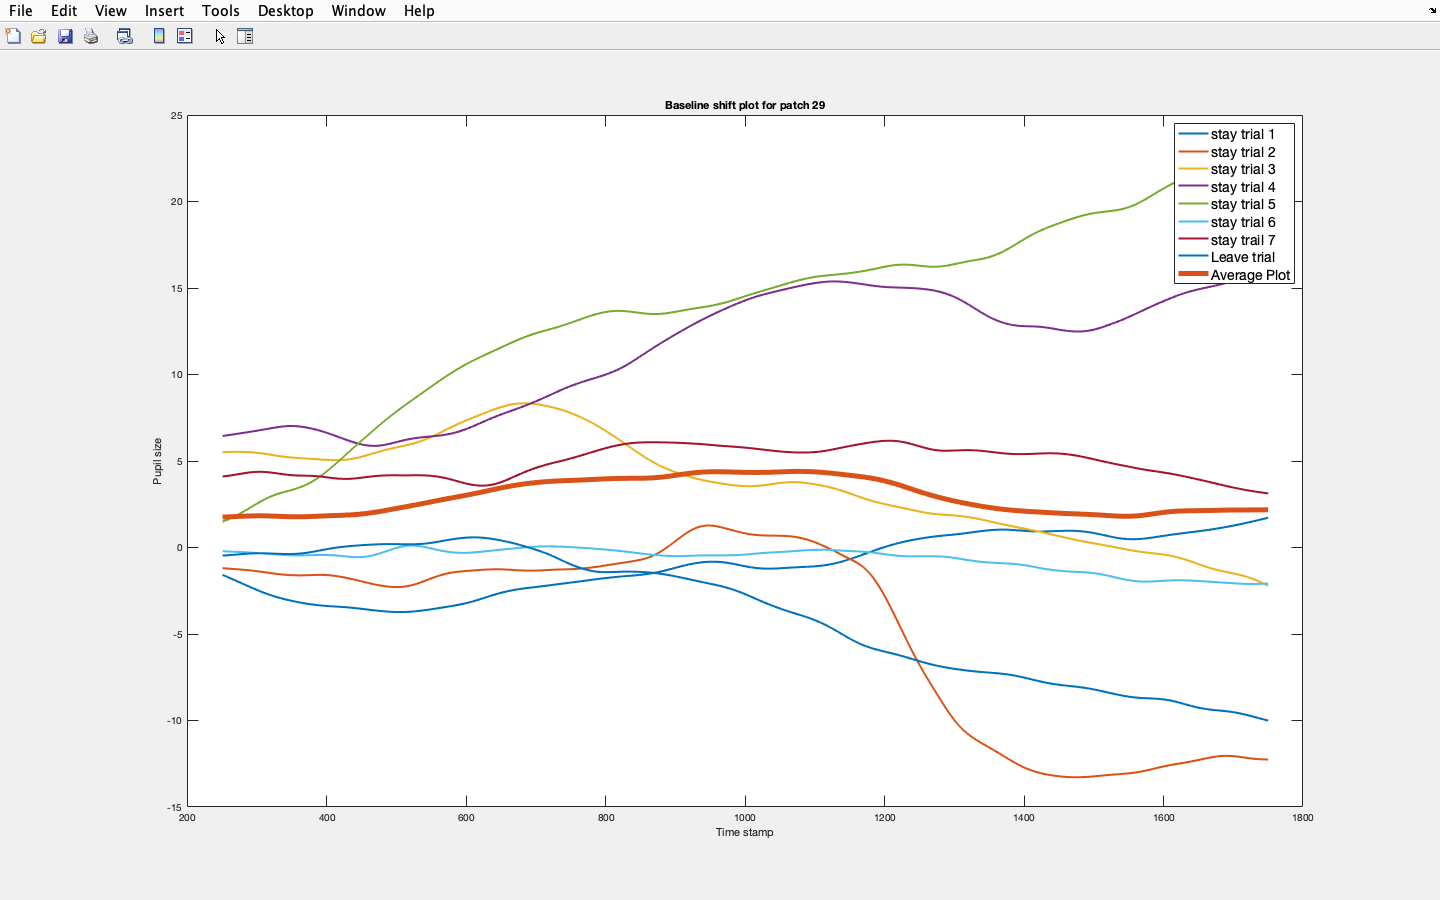 File Edit View Insert Tools Desktop Window Help
Baseline shift plot for patch 29
25
20
15
10
5
0
-5
-10
-15
Pupil size
stay trial 1
stay trial 2
stay trial 3
stay trial 4
stay trial 5
stay trial 6
stay trail 7
Leave trial
Average Plot
200 400 600 800 1000 1200 1400 1600 1800
Time stamp